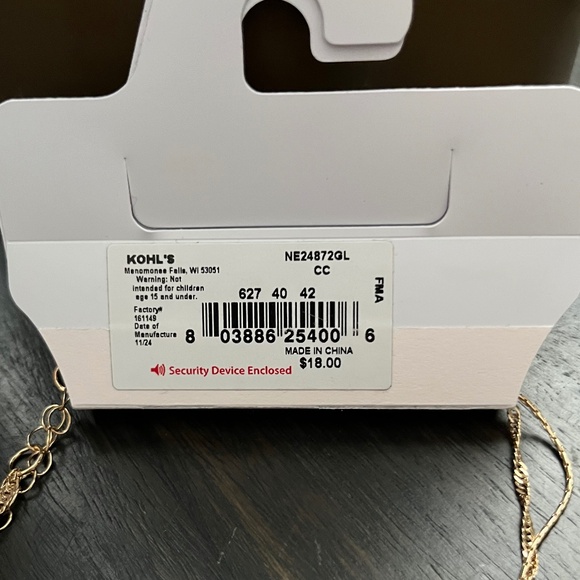 KOHL'S
Menomonee Falls, WI 53051
Warning: Not
intended for children
age 15 and under.
Factory#
161149
Date of
Manufacture
11/24
NE24872GL
CC
FMA
627 40 42
8 03886 25400 6
MADE IN CHINA
$18.00
Security Device Enclosed